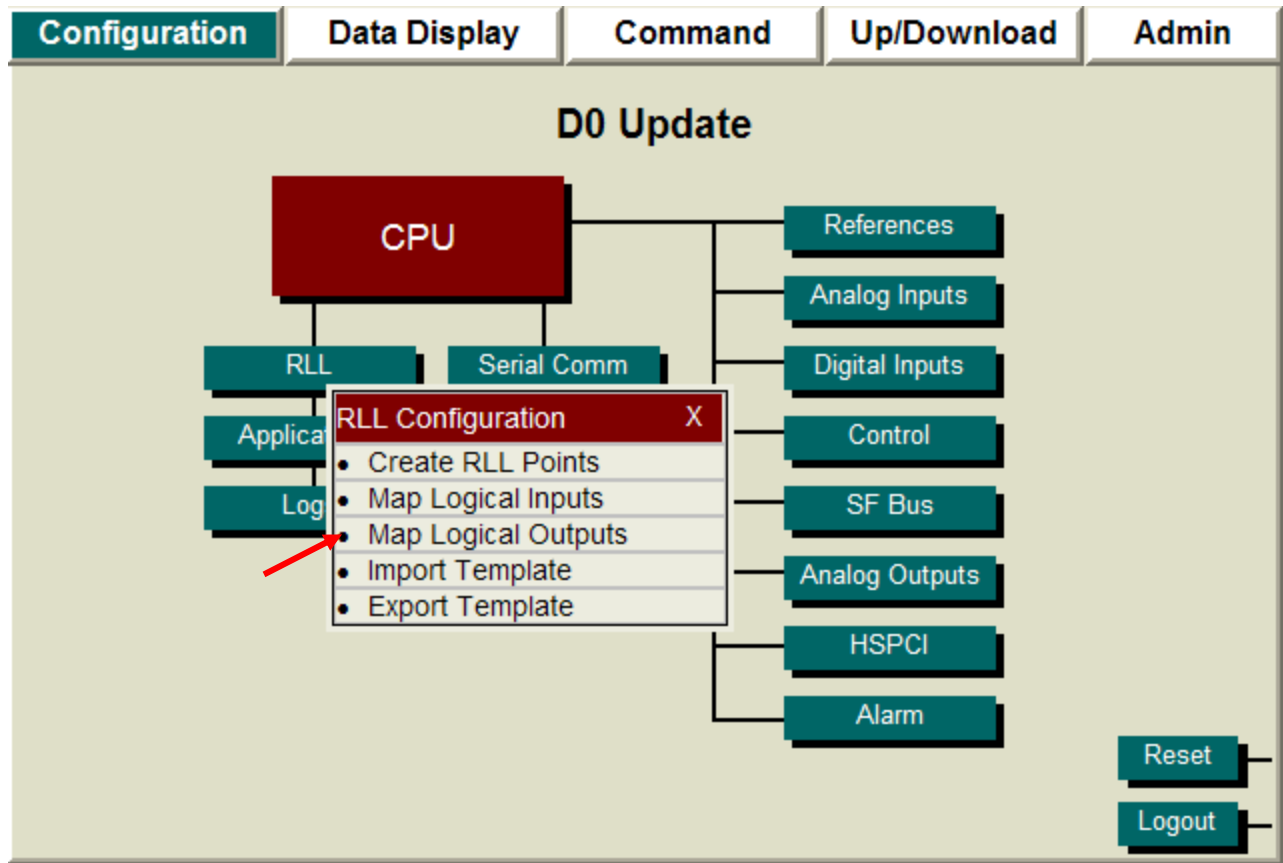 Configuration Data Display Command Up/Download Admin
D0 Update
CPU
References
Analog Inputs
RLL Serial Comm Digital Inputs
RLL Configuration X
Control
Create RLL Points
Map Logical Inputs
SF Bus
Map Logical Outputs
Import Template
Analog Outputs
Export Template
HSPCI
Alarm
Reset
Logout